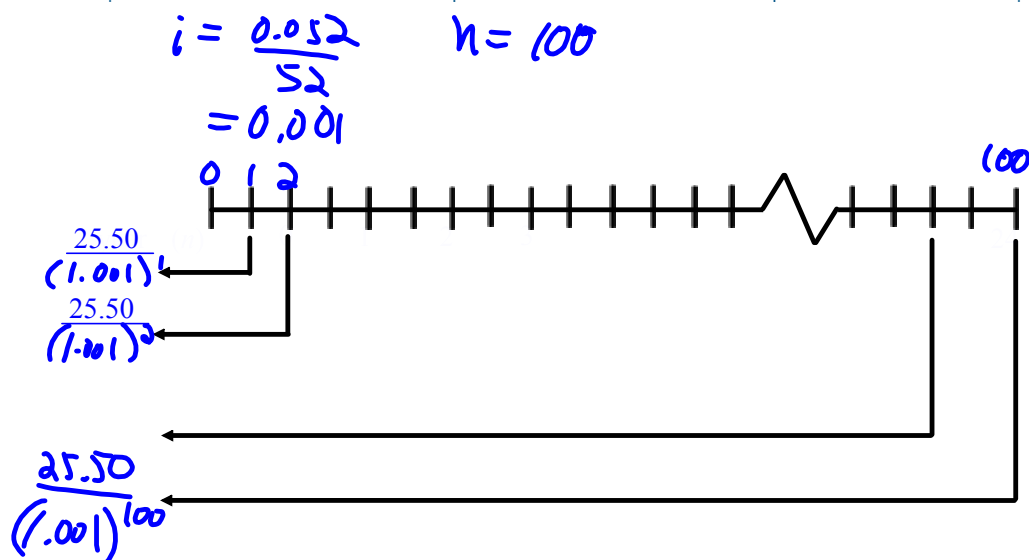 i = 0.052/52 n = 100
= 0.001
0 1 2 100
25.50/(1.001)^1
25.50/(1.001)^2
25.50/(1.001)^100